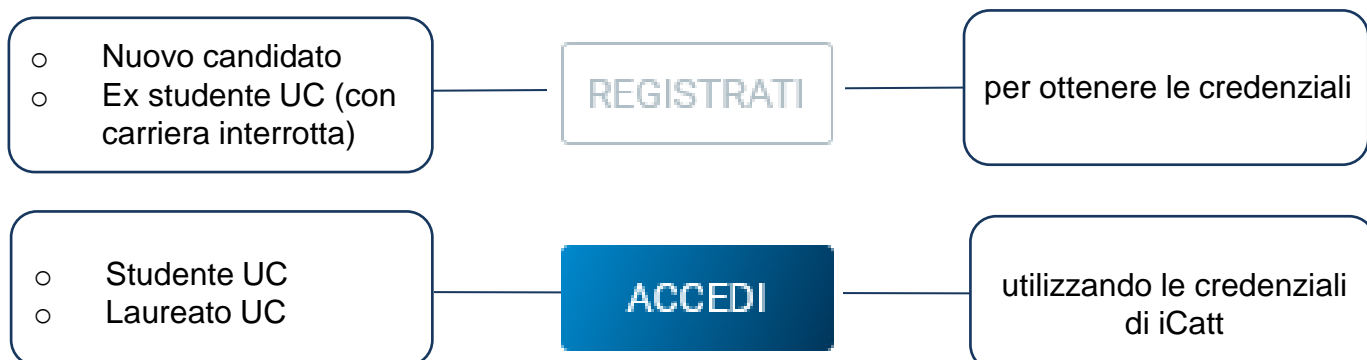 o Nuovo candidato
o Ex studente UC (con
carriera interrotta)
REGISTRATI
per ottenere le credenziali
o Studente UC
o Laureato UC
ACCEDI
utilizzando le credenziali
di iCatt